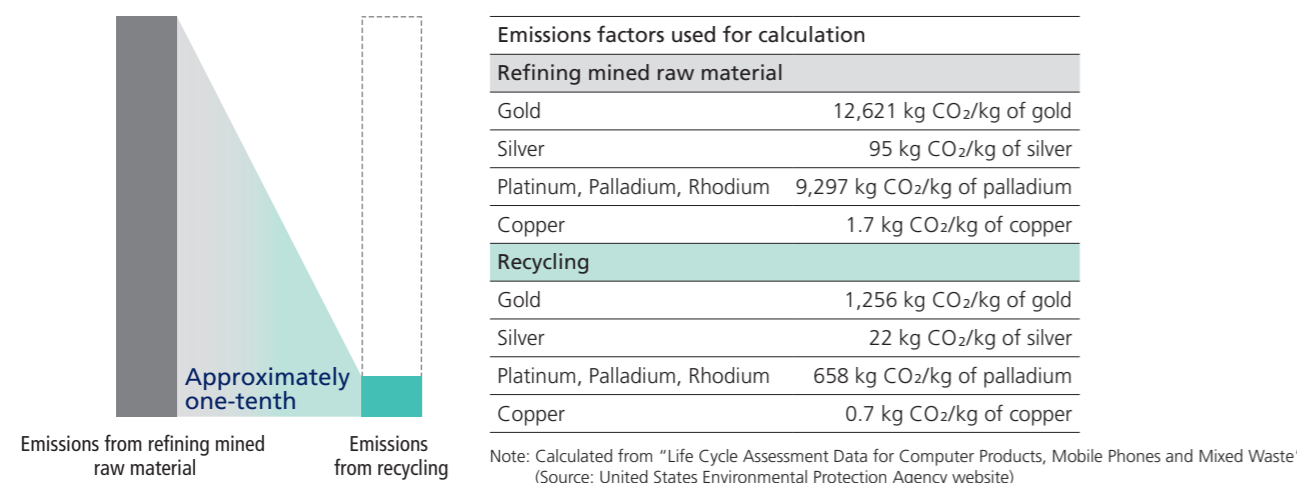 Approximately
one-tenth
Emissions from refining mined
raw material
Emissions
from recycling
Emissions factors used for calculation
Refining mined raw material
Gold 12,621 kg CO₂/kg of gold
Silver 95 kg CO₂/kg of silver
Platinum, Palladium, Rhodium 9,297 kg CO₂/kg of palladium
Copper 1.7 kg CO₂/kg of copper
Recycling
Gold 1,256 kg CO₂/kg of gold
Silver 22 kg CO₂/kg of silver
Platinum, Palladium, Rhodium 658 kg CO₂/kg of palladium
Copper 0.7 kg CO₂/kg of copper
Note: Calculated from “Life Cycle Assessment Data for Computer Products, Mobile Phones and Mixed Waste”
(Source: United States Environmental Protection Agency website)